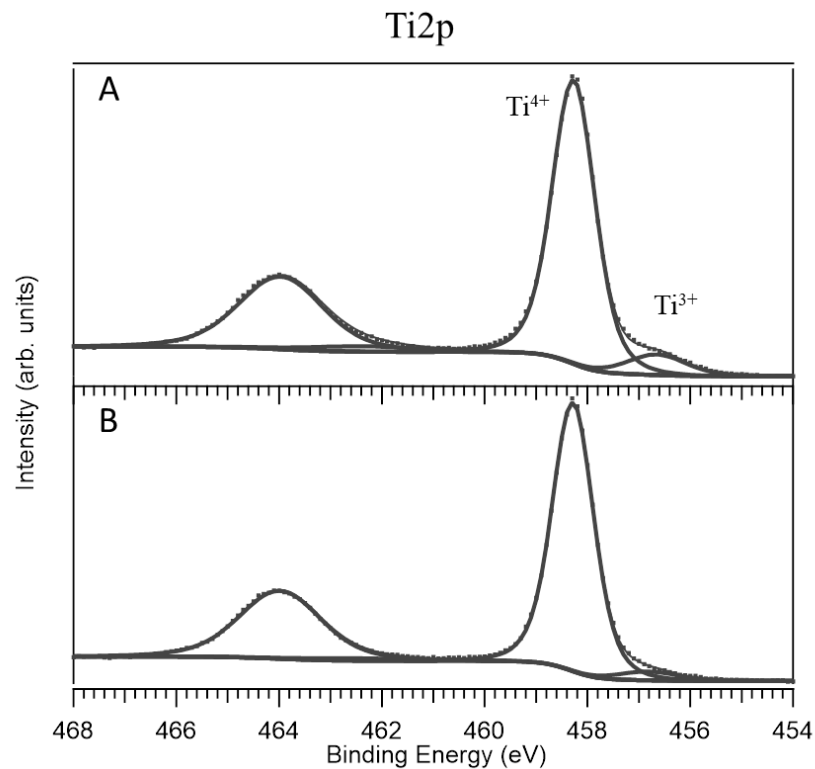 Ti2p
A
Ti⁴⁺
Ti³⁺
Intensity (arb. units)
B
468 466 464 462 460 458 456 454
Binding Energy (eV)